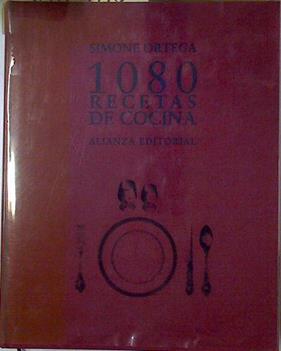 SIMONE ORTEGA
1080
RECETAS
DE COCINA
ALIANZA EDITORIAL